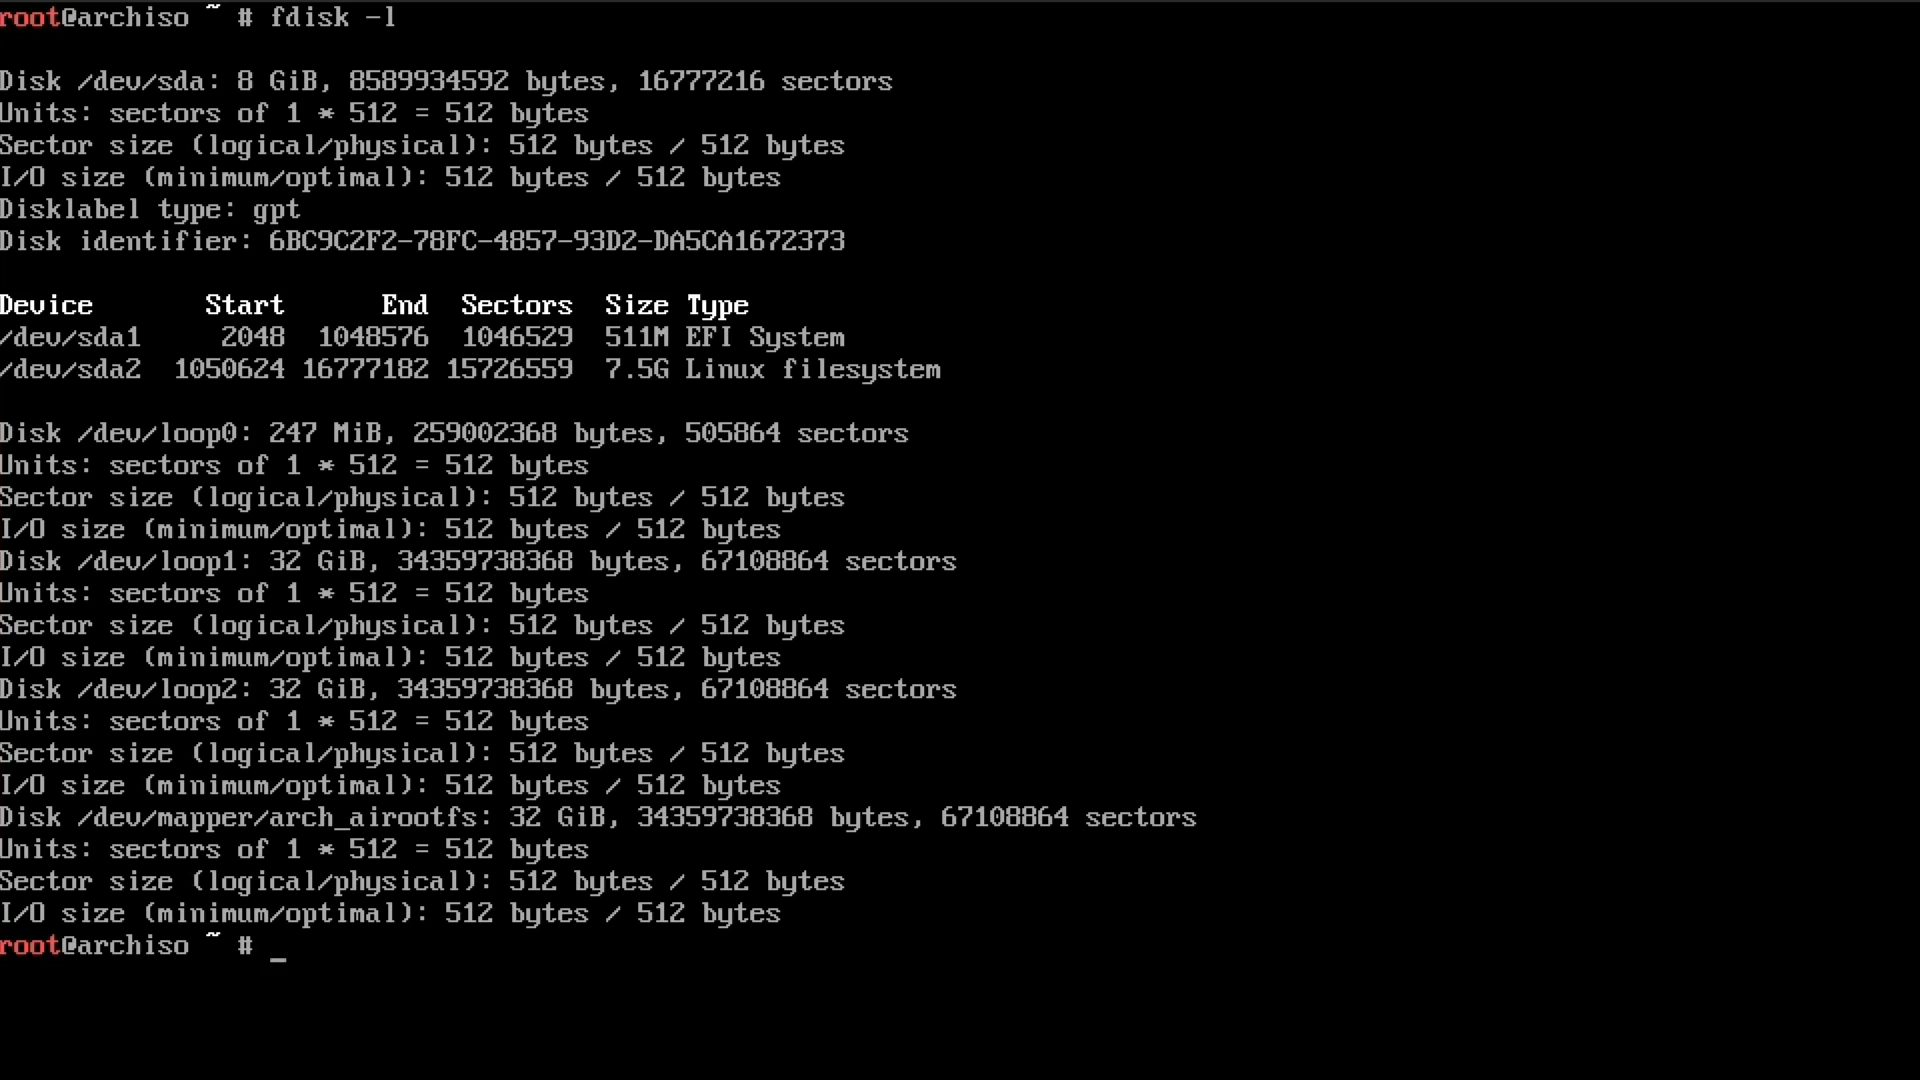 root@archiso ~ # fdisk -l
Disk /dev/sda: 8 GiB, 8589934592 bytes, 16777216 sectors
Units: sectors of 1 * 512 = 512 bytes
Sector size (logical/physical): 512 bytes / 512 bytes
I/O size (minimum/optimal): 512 bytes / 512 bytes
Disklabel type: gpt
Disk identifier: 6BC9C2F2-78FC-4857-93D2-DA5CA1672373
Device Start End Sectors Size Type
/dev/sda1 2048 1048576 1046529 511M EFI System
/dev/sda2 1050624 16777182 15726559 7.5G Linux filesystem
Disk /dev/loop0: 247 MiB, 259002368 bytes, 505864 sectors
Units: sectors of 1 * 512 = 512 bytes
Sector size (logical/physical): 512 bytes / 512 bytes
I/O size (minimum/optimal): 512 bytes / 512 bytes
Disk /dev/loop1: 32 GiB, 34359738368 bytes, 67108864 sectors
Units: sectors of 1 * 512 = 512 bytes
Sector size (logical/physical): 512 bytes / 512 bytes
I/O size (minimum/optimal): 512 bytes / 512 bytes
Disk /dev/loop2: 32 GiB, 34359738368 bytes, 67108864 sectors
Units: sectors of 1 * 512 = 512 bytes
Sector size (logical/physical): 512 bytes / 512 bytes
I/O size (minimum/optimal): 512 bytes / 512 bytes
Disk /dev/mapper/arch_airootfs: 32 GiB, 34359738368 bytes, 67108864 sectors
Units: sectors of 1 * 512 = 512 bytes
Sector size (logical/physical): 512 bytes / 512 bytes
I/O size (minimum/optimal): 512 bytes / 512 bytes
root@archiso ~ # _